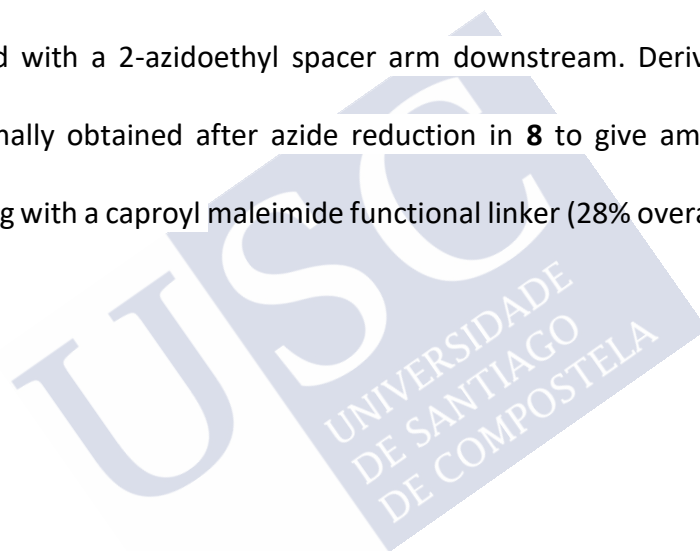 d with a 2-azidoethyl spacer arm downstream. Deriv
nally obtained after azide reduction in 8 to give am
g with a caproyl maleimide functional linker (28% overa
USC
UNIVERSIDADE
DE SANTIAGO
DE COMPOSTELA